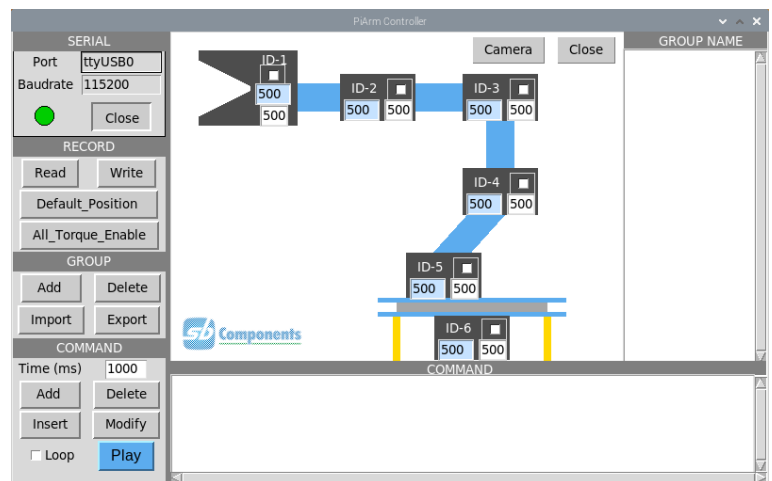 PiArm Controller
SERIAL
Port ttyUSB0
Baudrate 115200
Close
RECORD
Read Write
Default_Position
All_Torque_Enable
GROUP
Add Delete
Import Export
COMMAND
Time (ms) 1000
Add Delete
Insert Modify
Loop Play
Camera Close
ID-1
500
500
ID-2
500 500
ID-3
500 500
ID-4
500 500
ID-5
500 500
ID-6
500 500
sb Components
GROUP NAME
COMMAND